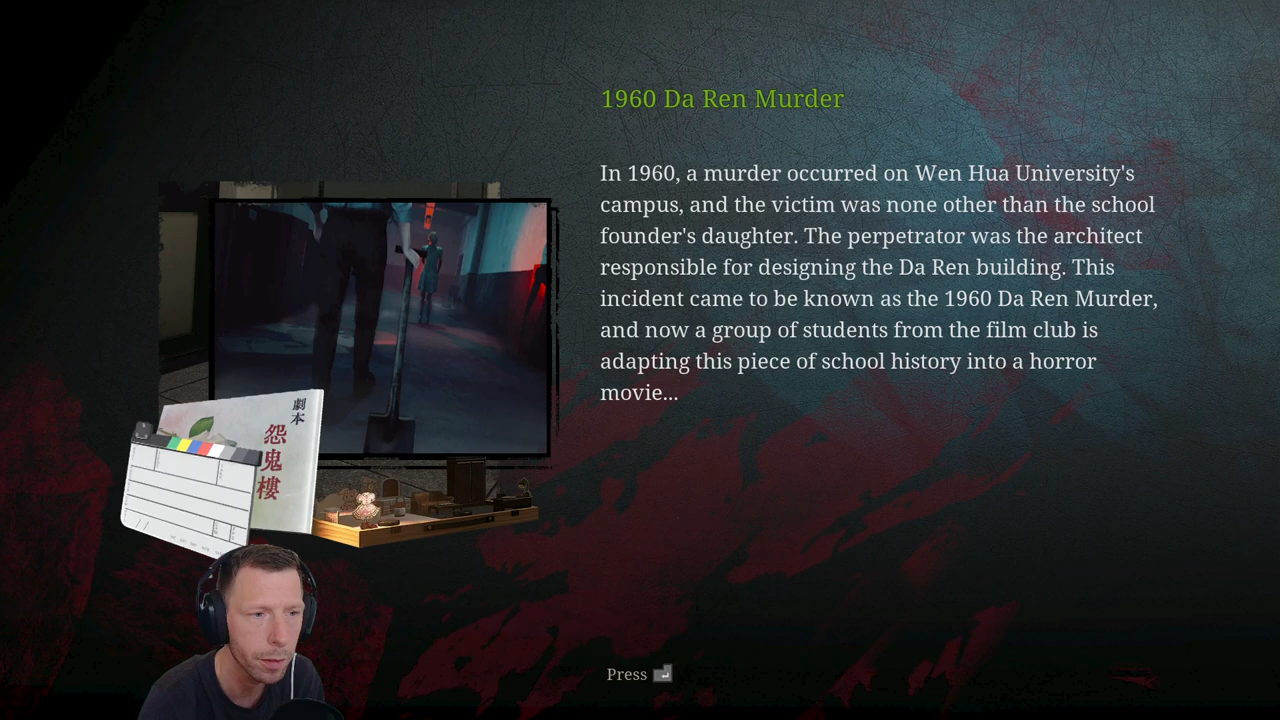 1960 Da Ren Murder
In 1960, a murder occurred on Wen Hua University's
campus, and the victim was none other than the school
founder's daughter. The perpetrator was the architect
responsible for designing the Da Ren building. This
incident came to be known as the 1960 Da Ren Murder,
and now a group of students from the film club is
adapting this piece of school history into a horror
movie...
劇本
怨鬼樓
Press